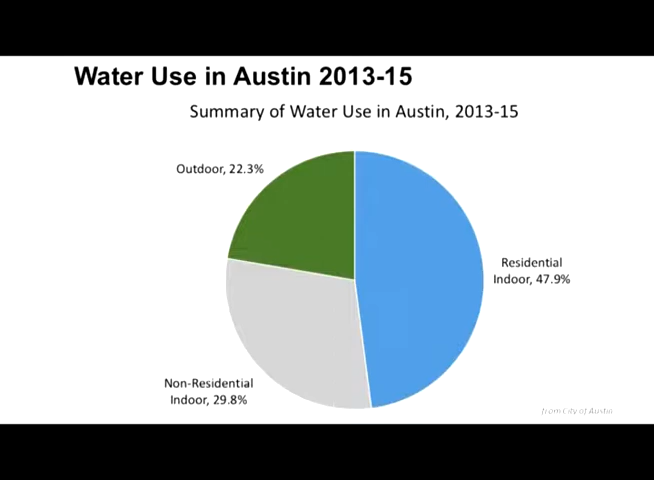 Water Use in Austin 2013-15
Summary of Water Use in Austin, 2013-15
Outdoor, 22.3%
Residential
Indoor, 47.9%
Non-Residential
Indoor, 29.8%
from City of Austin